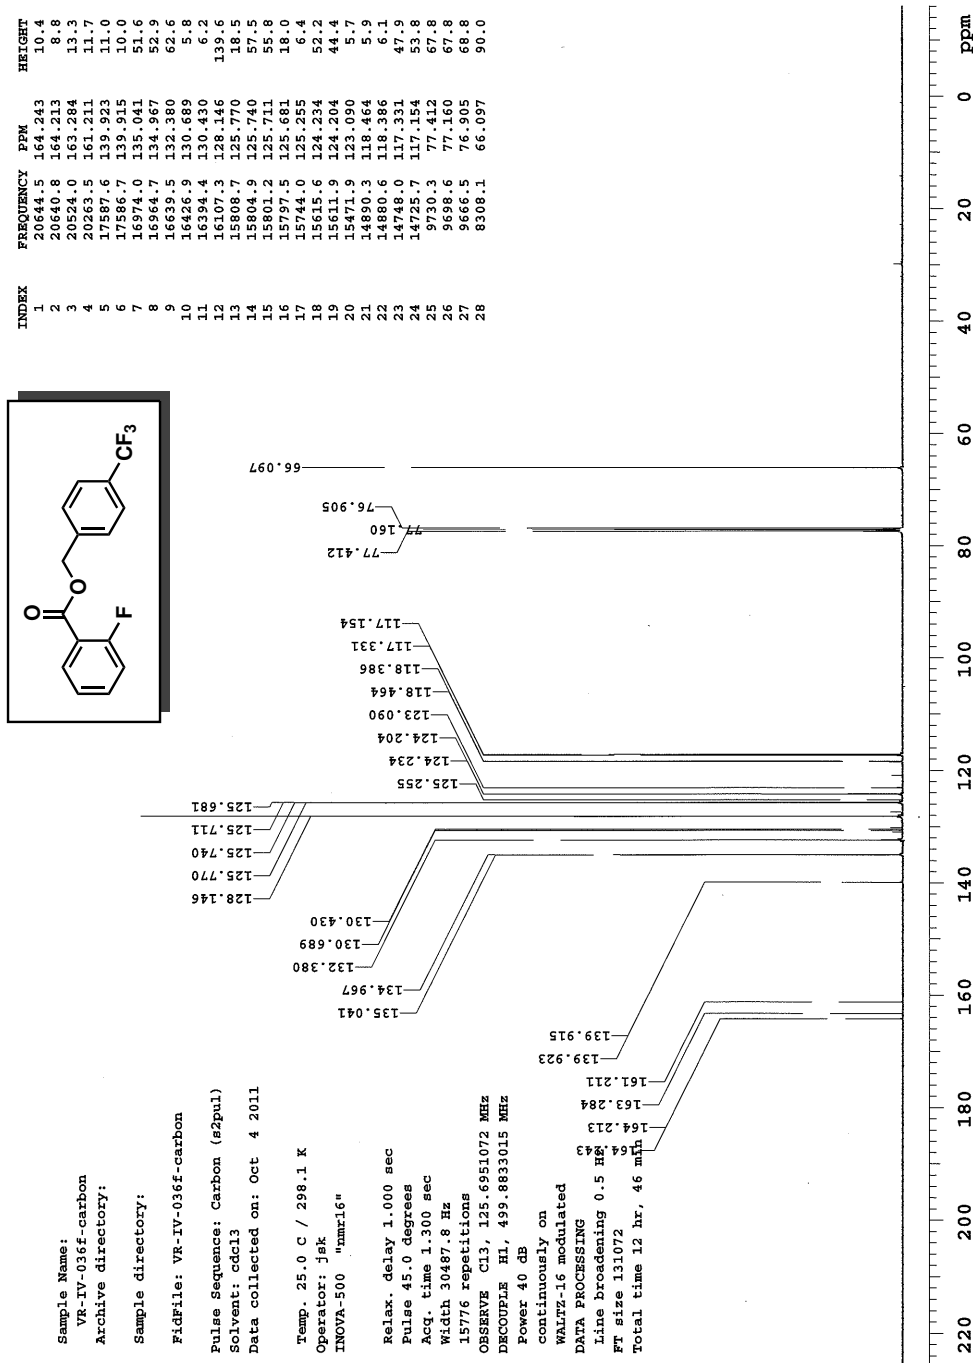 Sample Name:
VR-IV-036f-carbon
Archive directory:
Sample directory:
FidFile: VR-IV-036f-carbon
Pulse Sequence: Carbon (s2pul)
Solvent: cdcl3
Data collected on: Oct 4 2011
Temp. 25.0 C / 298.1 K
Operator: jsk
INOVA-500 "nmr16"
Relax. delay 1.000 sec
Pulse 45.0 degrees
Acq. time 1.300 sec
Width 30487.8 Hz
15776 repetitions
OBSERVE C13, 125.6951072 MHz
DECOUPLE H1, 499.8833015 MHz
Power 40 dB
continuously on
WALTZ-16 modulated
DATA PROCESSING
Line broadening 0.5 Hz
FT size 131072
Total time 12 hr, 46 min
O
O
F
CF3
INDEX FREQUENCY PPM HEIGHT
1 20644.5 164.243 10.4
2 20640.8 164.213 8.8
3 20524.0 163.284 13.3
4 20263.5 161.211 11.7
5 17587.6 139.923 11.0
6 17586.7 139.915 10.0
7 16974.0 135.041 51.6
8 16964.7 134.967 52.9
9 16639.5 132.380 62.6
10 16426.9 130.689 5.8
11 16394.4 130.430 6.2
12 16107.3 128.146 139.6
13 15808.7 125.770 18.5
14 15804.9 125.740 57.5
15 15801.2 125.711 55.8
16 15797.5 125.681 18.0
17 15744.0 125.255 6.4
18 15615.6 124.234 52.2
19 15611.9 124.204 44.4
20 15471.9 123.090 5.7
21 14890.3 118.464 5.9
22 14880.6 118.386 6.1
23 14748.0 117.331 47.9
24 14725.7 117.154 53.8
25 9730.3 77.412 67.8
26 9698.6 77.160 67.8
27 9666.5 76.905 68.8
28 8308.1 66.097 90.0
164.243
164.213
163.284
161.211
139.923
139.915
135.041
134.967
132.380
130.689
130.430
128.146
125.770
125.740
125.711
125.681
125.255
124.234
124.204
123.090
118.464
118.386
117.331
117.154
77.412
77.160
76.905
66.097
220 200 180 160 140 120 100 80 60 40 20 0 ppm